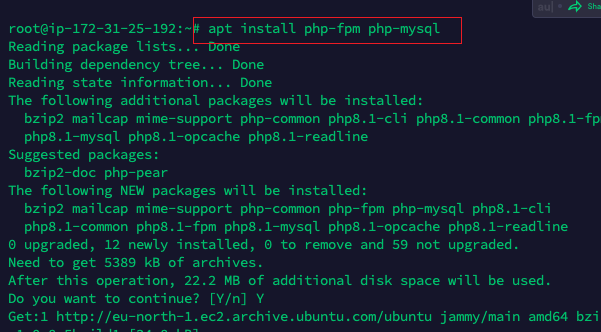 au| Sha
root@ip-172-31-25-192:~# apt install php-fpm php-mysql
Reading package lists... Done
Building dependency tree... Done
Reading state information... Done
The following additional packages will be installed:
bzip2 mailcap mime-support php-common php8.1-cli php8.1-common php8.1-fp
php8.1-mysql php8.1-opcache php8.1-readline
Suggested packages:
bzip2-doc php-pear
The following NEW packages will be installed:
bzip2 mailcap mime-support php-common php-fpm php-mysql php8.1-cli
php8.1-common php8.1-fpm php8.1-mysql php8.1-opcache php8.1-readline
0 upgraded, 12 newly installed, 0 to remove and 59 not upgraded.
Need to get 5389 kB of archives.
After this operation, 22.2 MB of additional disk space will be used.
Do you want to continue? [Y/n] Y
Get:1 http://eu-north-1.ec2.archive.ubuntu.com/ubuntu jammy/main amd64 bzi